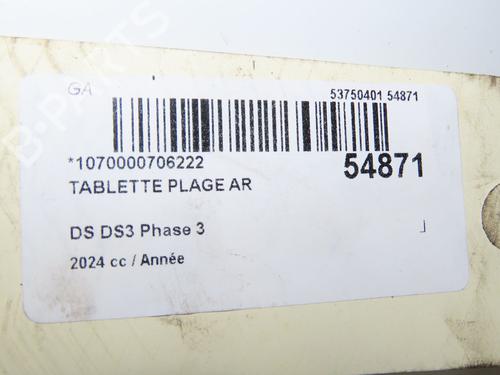 GA
53750401 54871
*1070000706222
54871
TABLETTE PLAGE AR
DS DS3 Phase 3
2024 cc / Année
B-PARTS